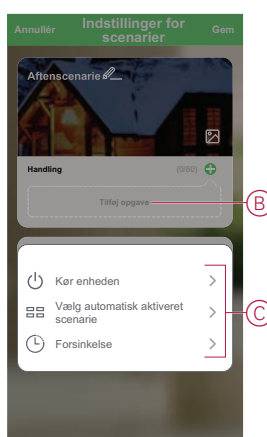 Annullér
Indstillinger for
scenarier
Gem
Aftenscenarie
Handling
(0/80)
Tilføj opgave
B
Kør enheden
Vælg automatisk aktiveret
scenarie
Forsinkelse
C